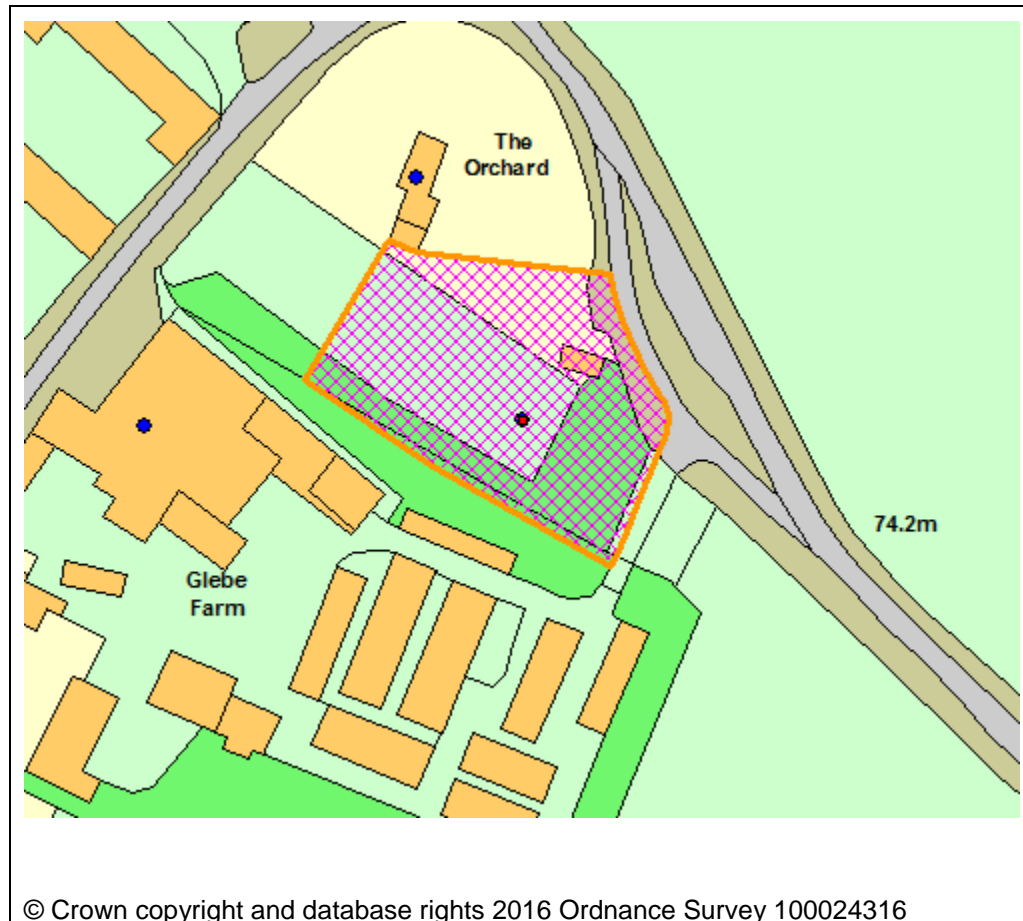 The
Orchard
74.2m
Glebe
Farm
© Crown copyright and database rights 2016 Ordnance Survey 100024316